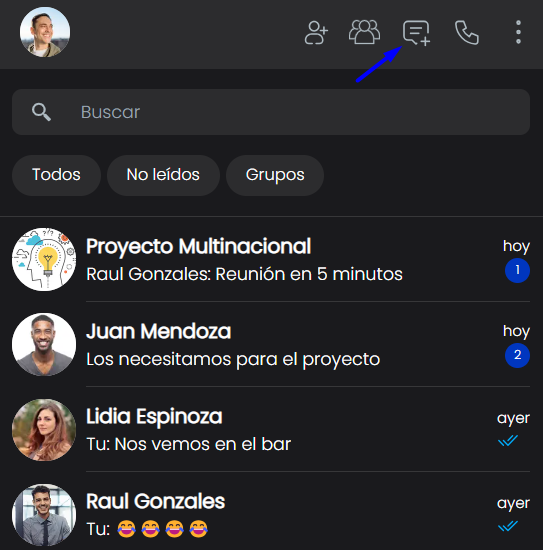 Buscar
Todos
No leídos
Grupos
Proyecto Multinacional
hoy
Raul Gonzales: Reunión en 5 minutos
1
Juan Mendoza
hoy
Los necesitamos para el proyecto
2
Lidia Espinoza
ayer
Tu: Nos vemos en el bar
Raul Gonzales
ayer
Tu: 😂 😂 😂 😂